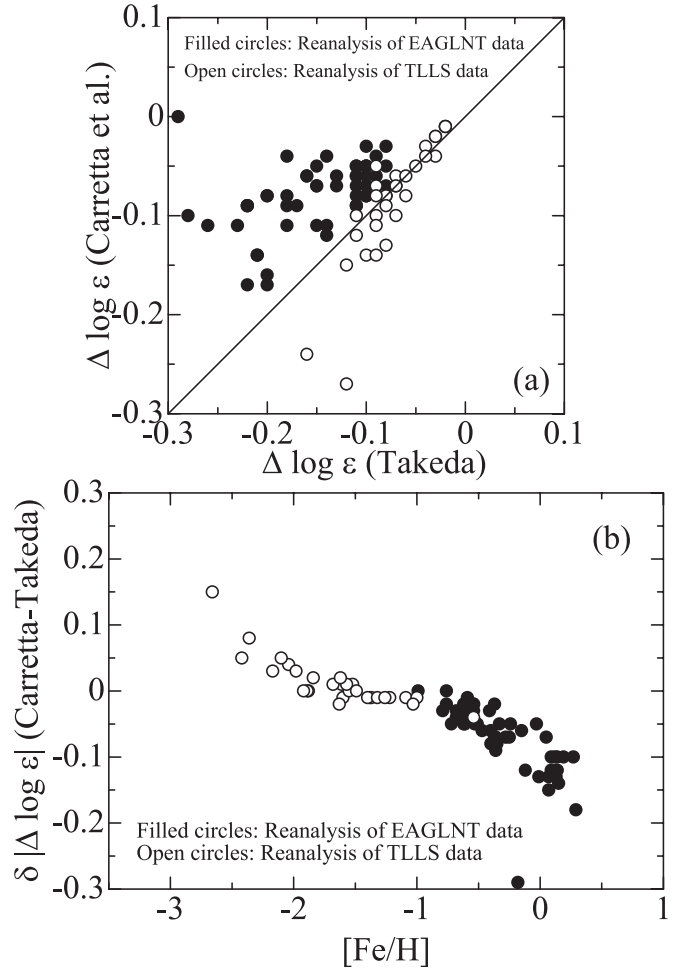 0.1
Filled circles: Reanalysis of EAGLNT data
Open circles: Reanalysis of TLLS data
0
-0.1
-0.2
-0.3
Δ log ε (Carretta et al.)
(a)
-0.3 -0.2 -0.1 0 0.1
Δ log ε (Takeda)
0.3
(b)
0.2
0.1
0
-0.1
-0.2
-0.3
δ |Δ log ε| (Carretta-Takeda)
Filled circles: Reanalysis of EAGLNT data
Open circles: Reanalysis of TLLS data
-3 -2 -1 0 1
[Fe/H]